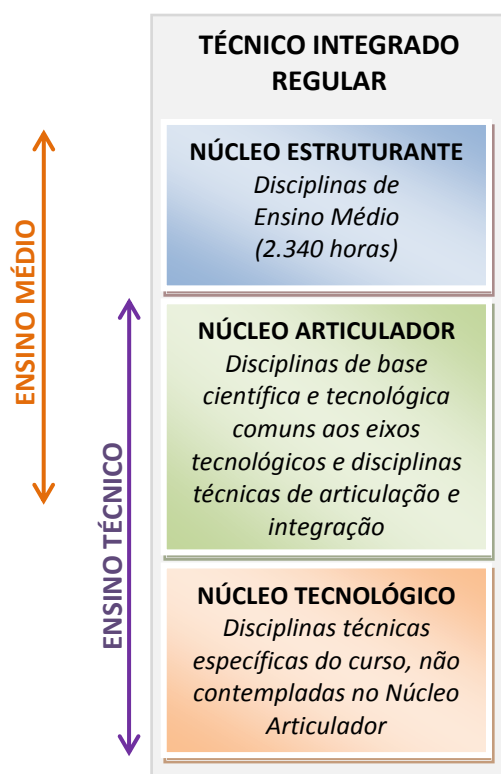 TÉCNICO INTEGRADO
REGULAR
NÚCLEO ESTRUTURANTE
Disciplinas de
Ensino Médio
(2.340 horas)
NÚCLEO ARTICULADOR
Disciplinas de base
científica e tecnológica
comuns aos eixos
tecnológicos e disciplinas
técnicas de articulação e
integração
NÚCLEO TECNOLÓGICO
Disciplinas técnicas
específicas do curso, não
contempladas no Núcleo
Articulador
ENSINO MÉDIO
ENSINO TÉCNICO